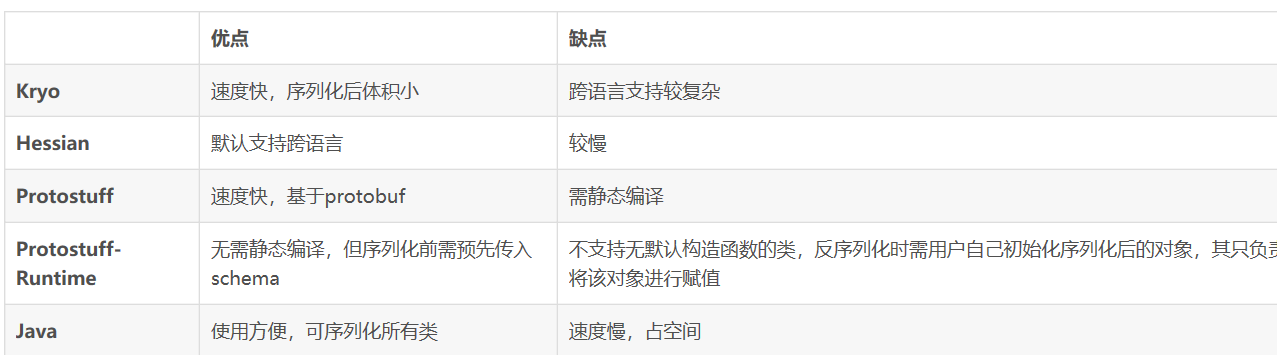 优点 缺点
Kryo 速度快，序列化后体积小 跨语言支持较复杂
Hessian 默认支持跨语言 较慢
Protostuff 速度快，基于protobuf 需静态编译
Protostuff- 无需静态编译，但序列化前需预先传入 不支持无默认构造函数的类，反序列化时需用户自己初始化序列化后的对象，其只负责
Runtime schema 将该对象进行赋值
Java 使用方便，可序列化所有类 速度慢，占空间